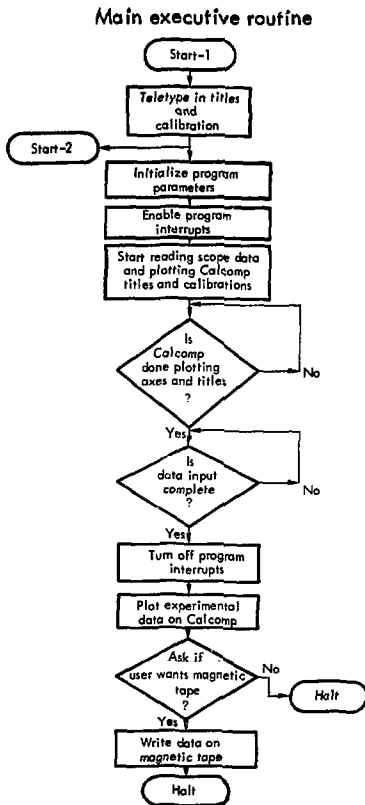 Main executive routine
Start-1
Teletype in titles
and
calibration
Start-2
Initialize program
parameters
Enable program
interrupts
Start reading scope data
and plotting Calcomp
titles and calibrations
Is
Calcomp
done plotting
axes and titles
?
No
Yes
Is
data input
complete
?
No
Yes
Turn off program
interrupts
Plot experimental
data on Calcomp
Ask if
user wants magnetic
tape
?
No
Halt
Yes
Write data on
magnetic tape
Halt